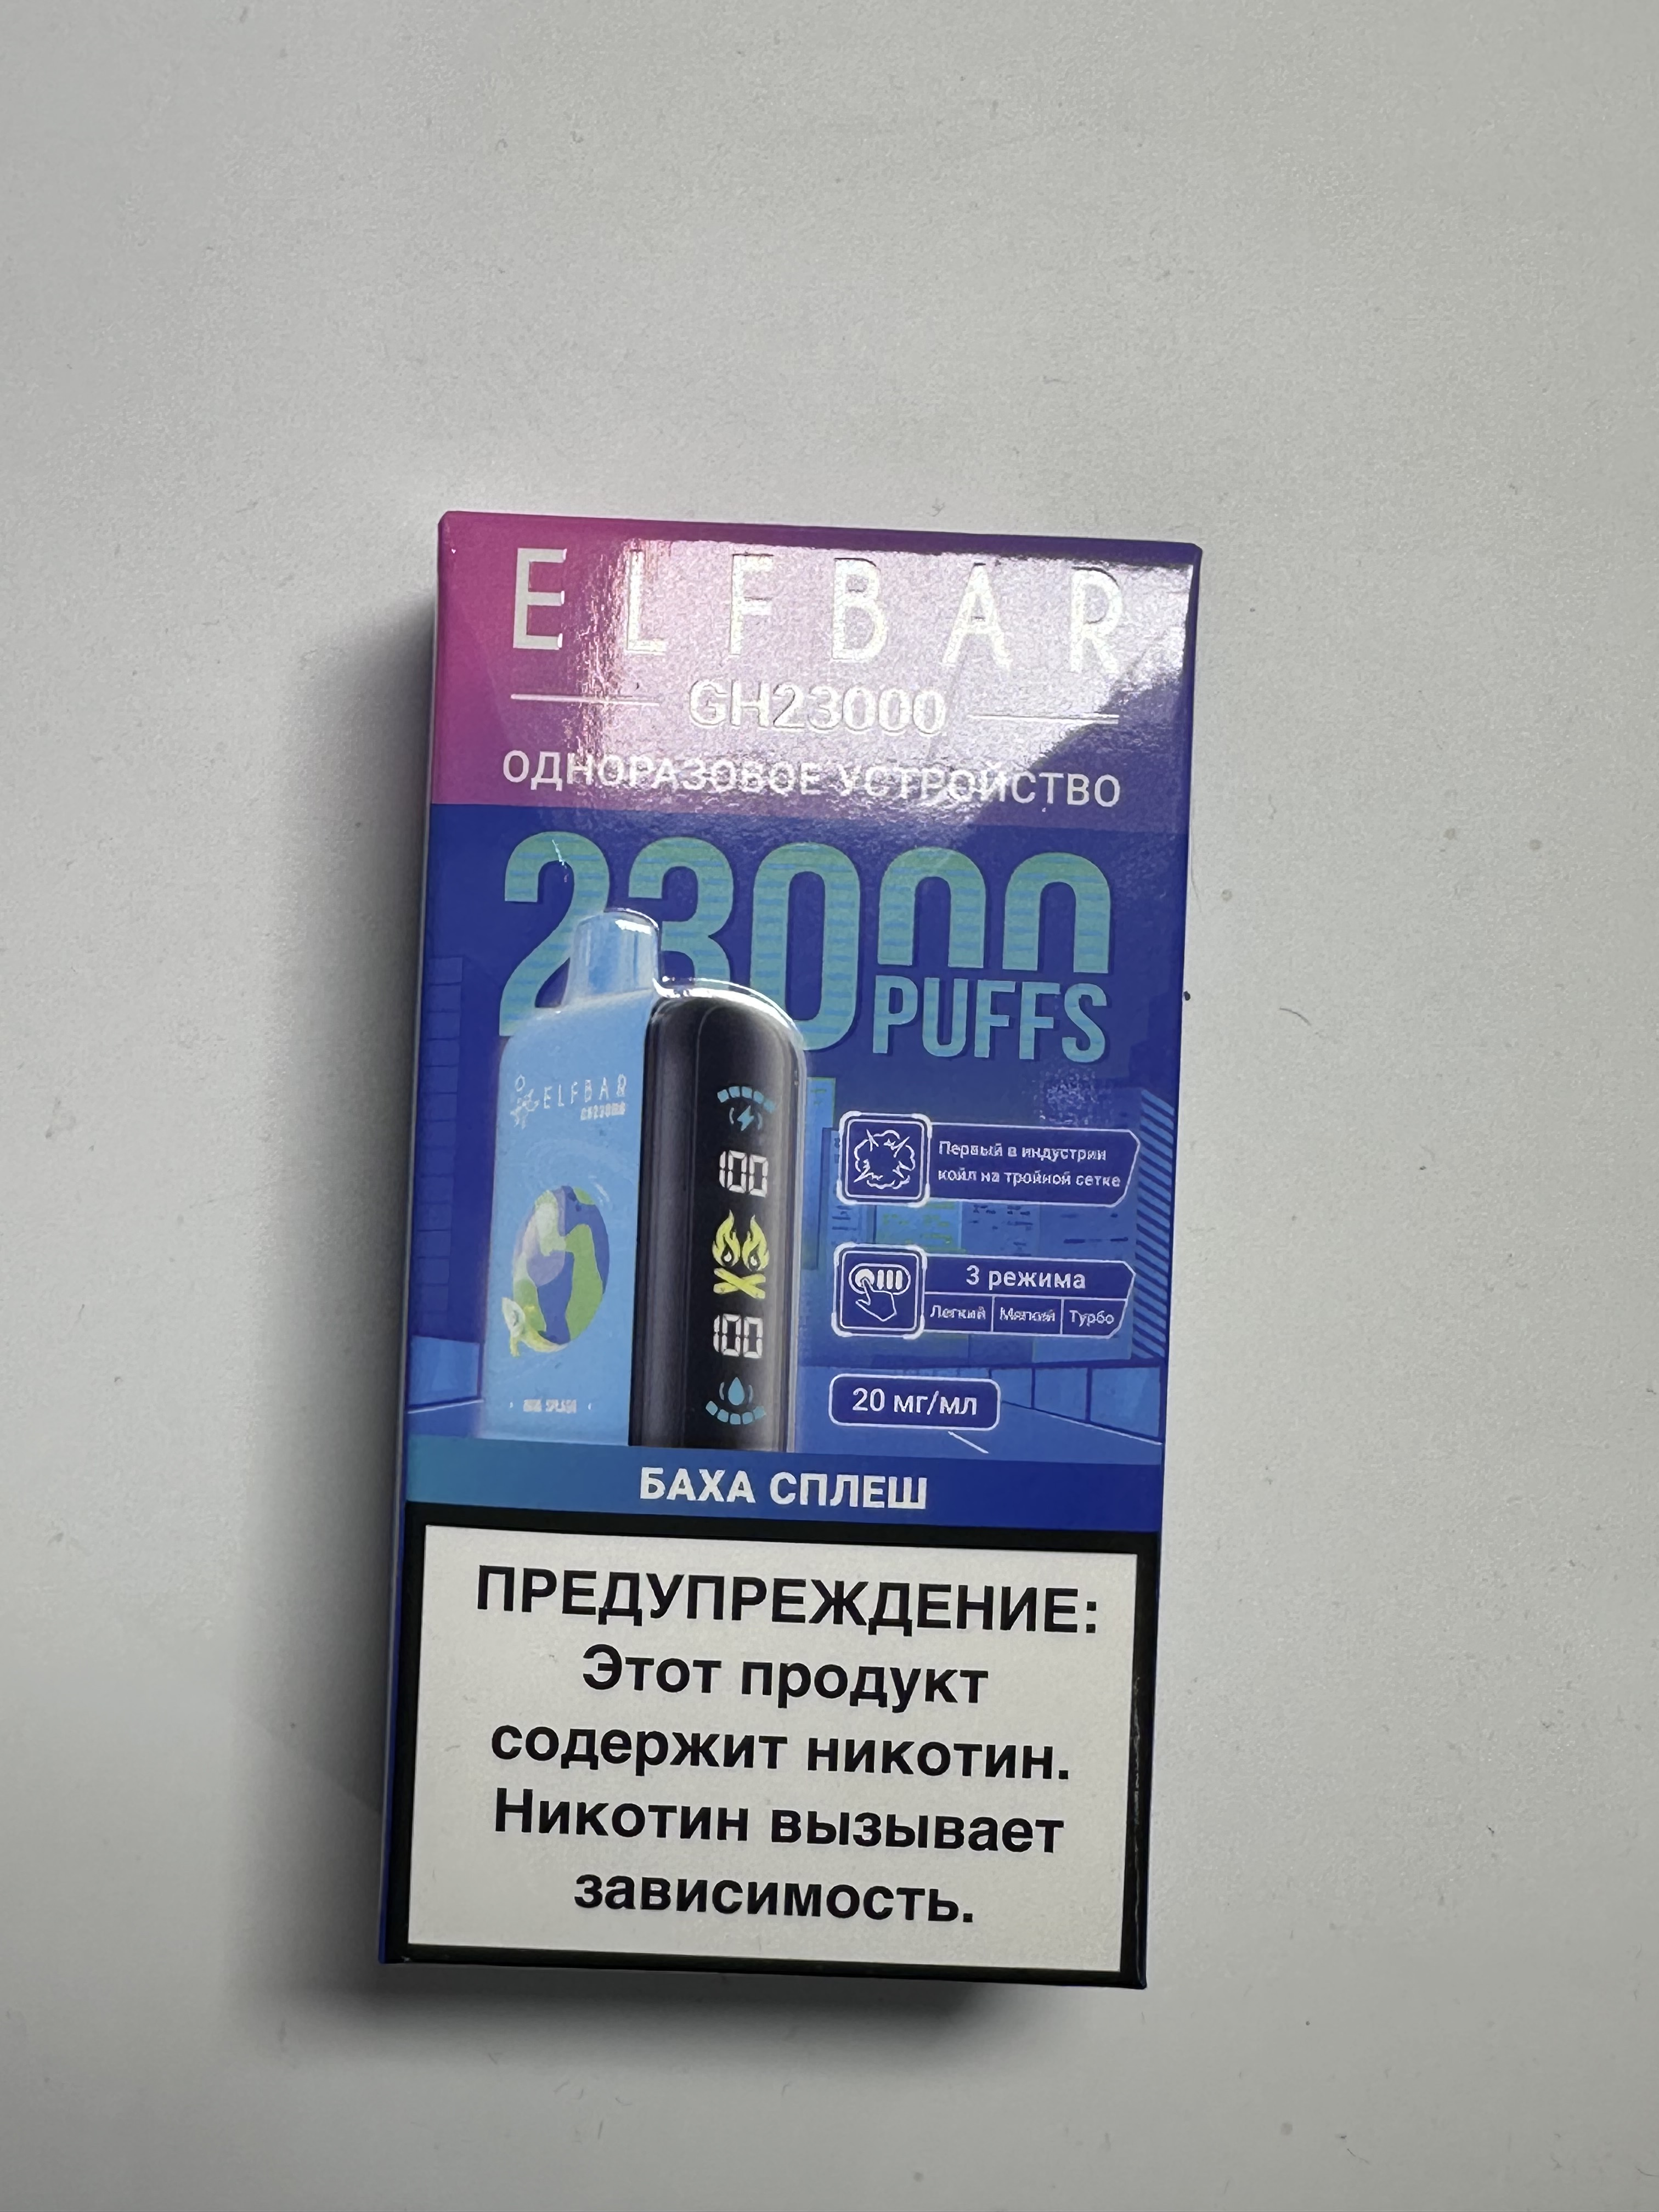 ELFBAR
GH23000
ОДНОРАЗОВОЕ УСТРОЙСТВО
23000
PUFFS
ELFBAR
GH23000
100
100
Первый в индустрии
койл на тройной сетке
3 режима
Легкий Мягкий Турбо
20 мг/мл
БАХА СПЛЕШ
ПРЕДУПРЕЖДЕНИЕ:
Этот продукт
содержит никотин.
Никотин вызывает
зависимость.